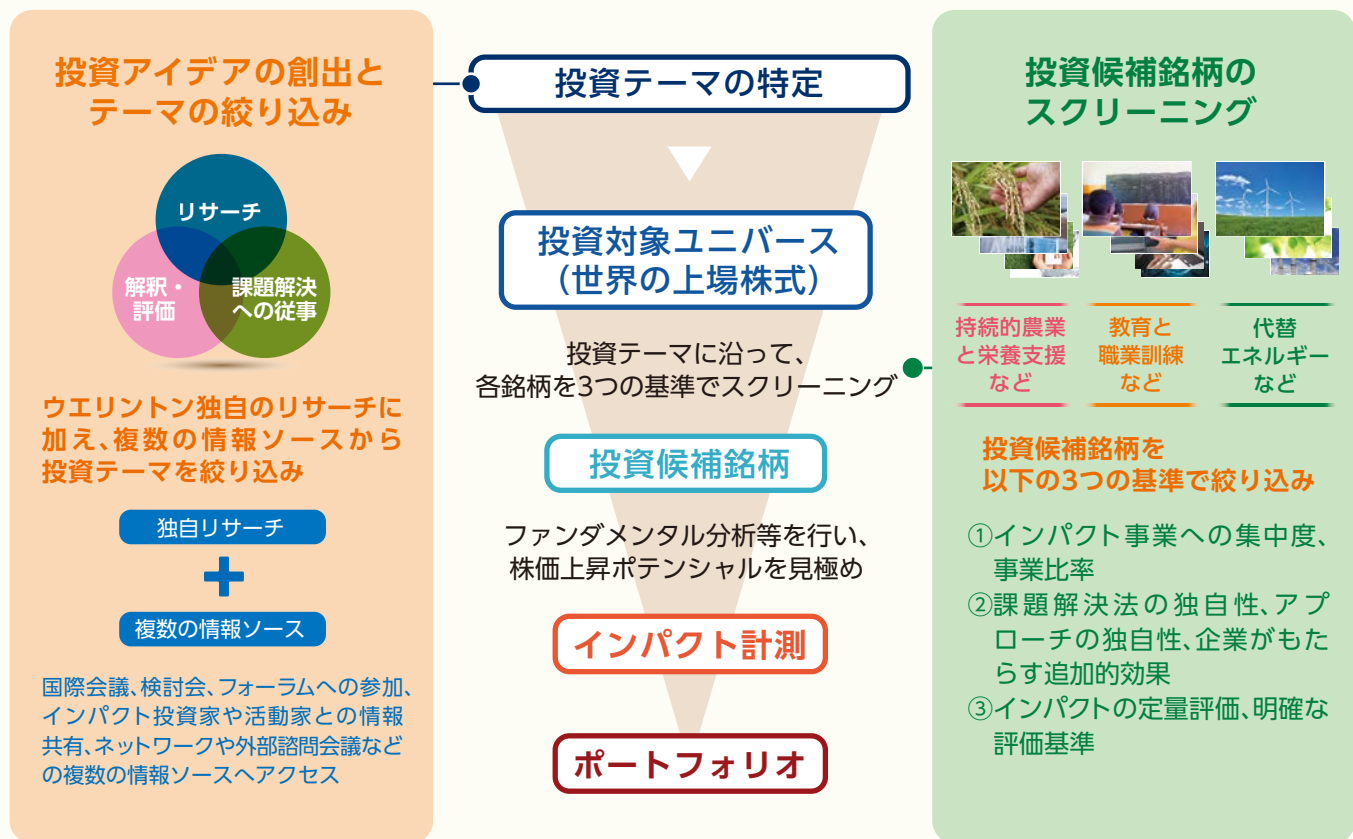 投資アイデアの創出と
テーマの絞り込み
リサーチ
解釈・
評価
課題解決
への従事
ウエリントン独自のリサーチに
加え、複数の情報ソースから
投資テーマを絞り込み
独自リサーチ
複数の情報ソース
国際会議、検討会、フォーラムへの参加、
インパクト投資家や活動家との情報
共有、ネットワークや外部諮問会議など
の複数の情報ソースへアクセス
投資テーマの特定
投資対象ユニバース
（世界の上場株式）
投資テーマに沿って、
各銘柄を3つの基準でスクリーニング
投資候補銘柄
ファンダメンタル分析等を行い、
株価上昇ポテンシャルを見極め
インパクト計測
ポートフォリオ
投資候補銘柄の
スクリーニング
持続的農業
と栄養支援
など
教育と
職業訓練
など
代替
エネルギー
など
投資候補銘柄を
以下の3つの基準で絞り込み
①インパクト事業への集中度、
事業比率
②課題解決法の独自性、アプ
ローチの独自性、企業がもた
らす追加的効果
③インパクトの定量評価、明確な
評価基準